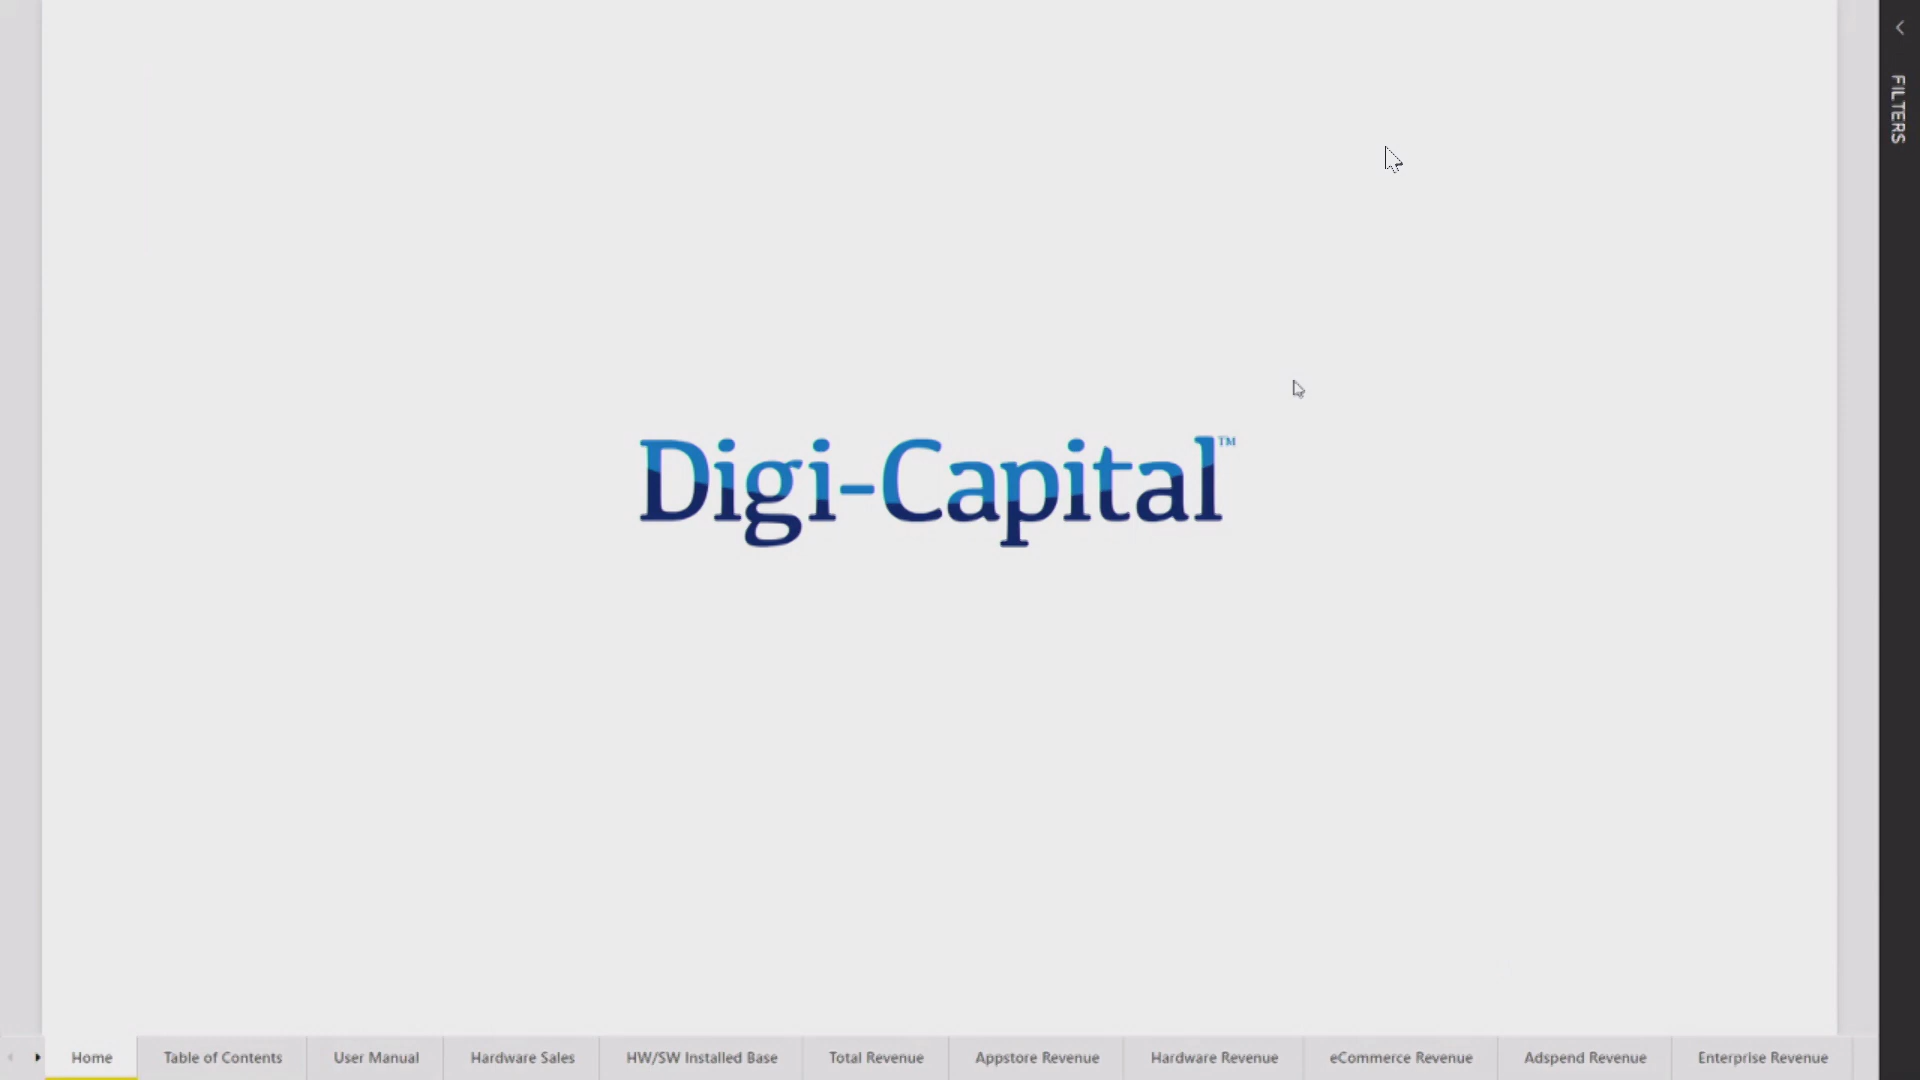 FILTERS
Digi-Capital™
Home
Table of Contents
User Manual
Hardware Sales
HW/SW Installed Base
Total Revenue
Appstore Revenue
Hardware Revenue
eCommerce Revenue
Adspend Revenue
Enterprise Revenue